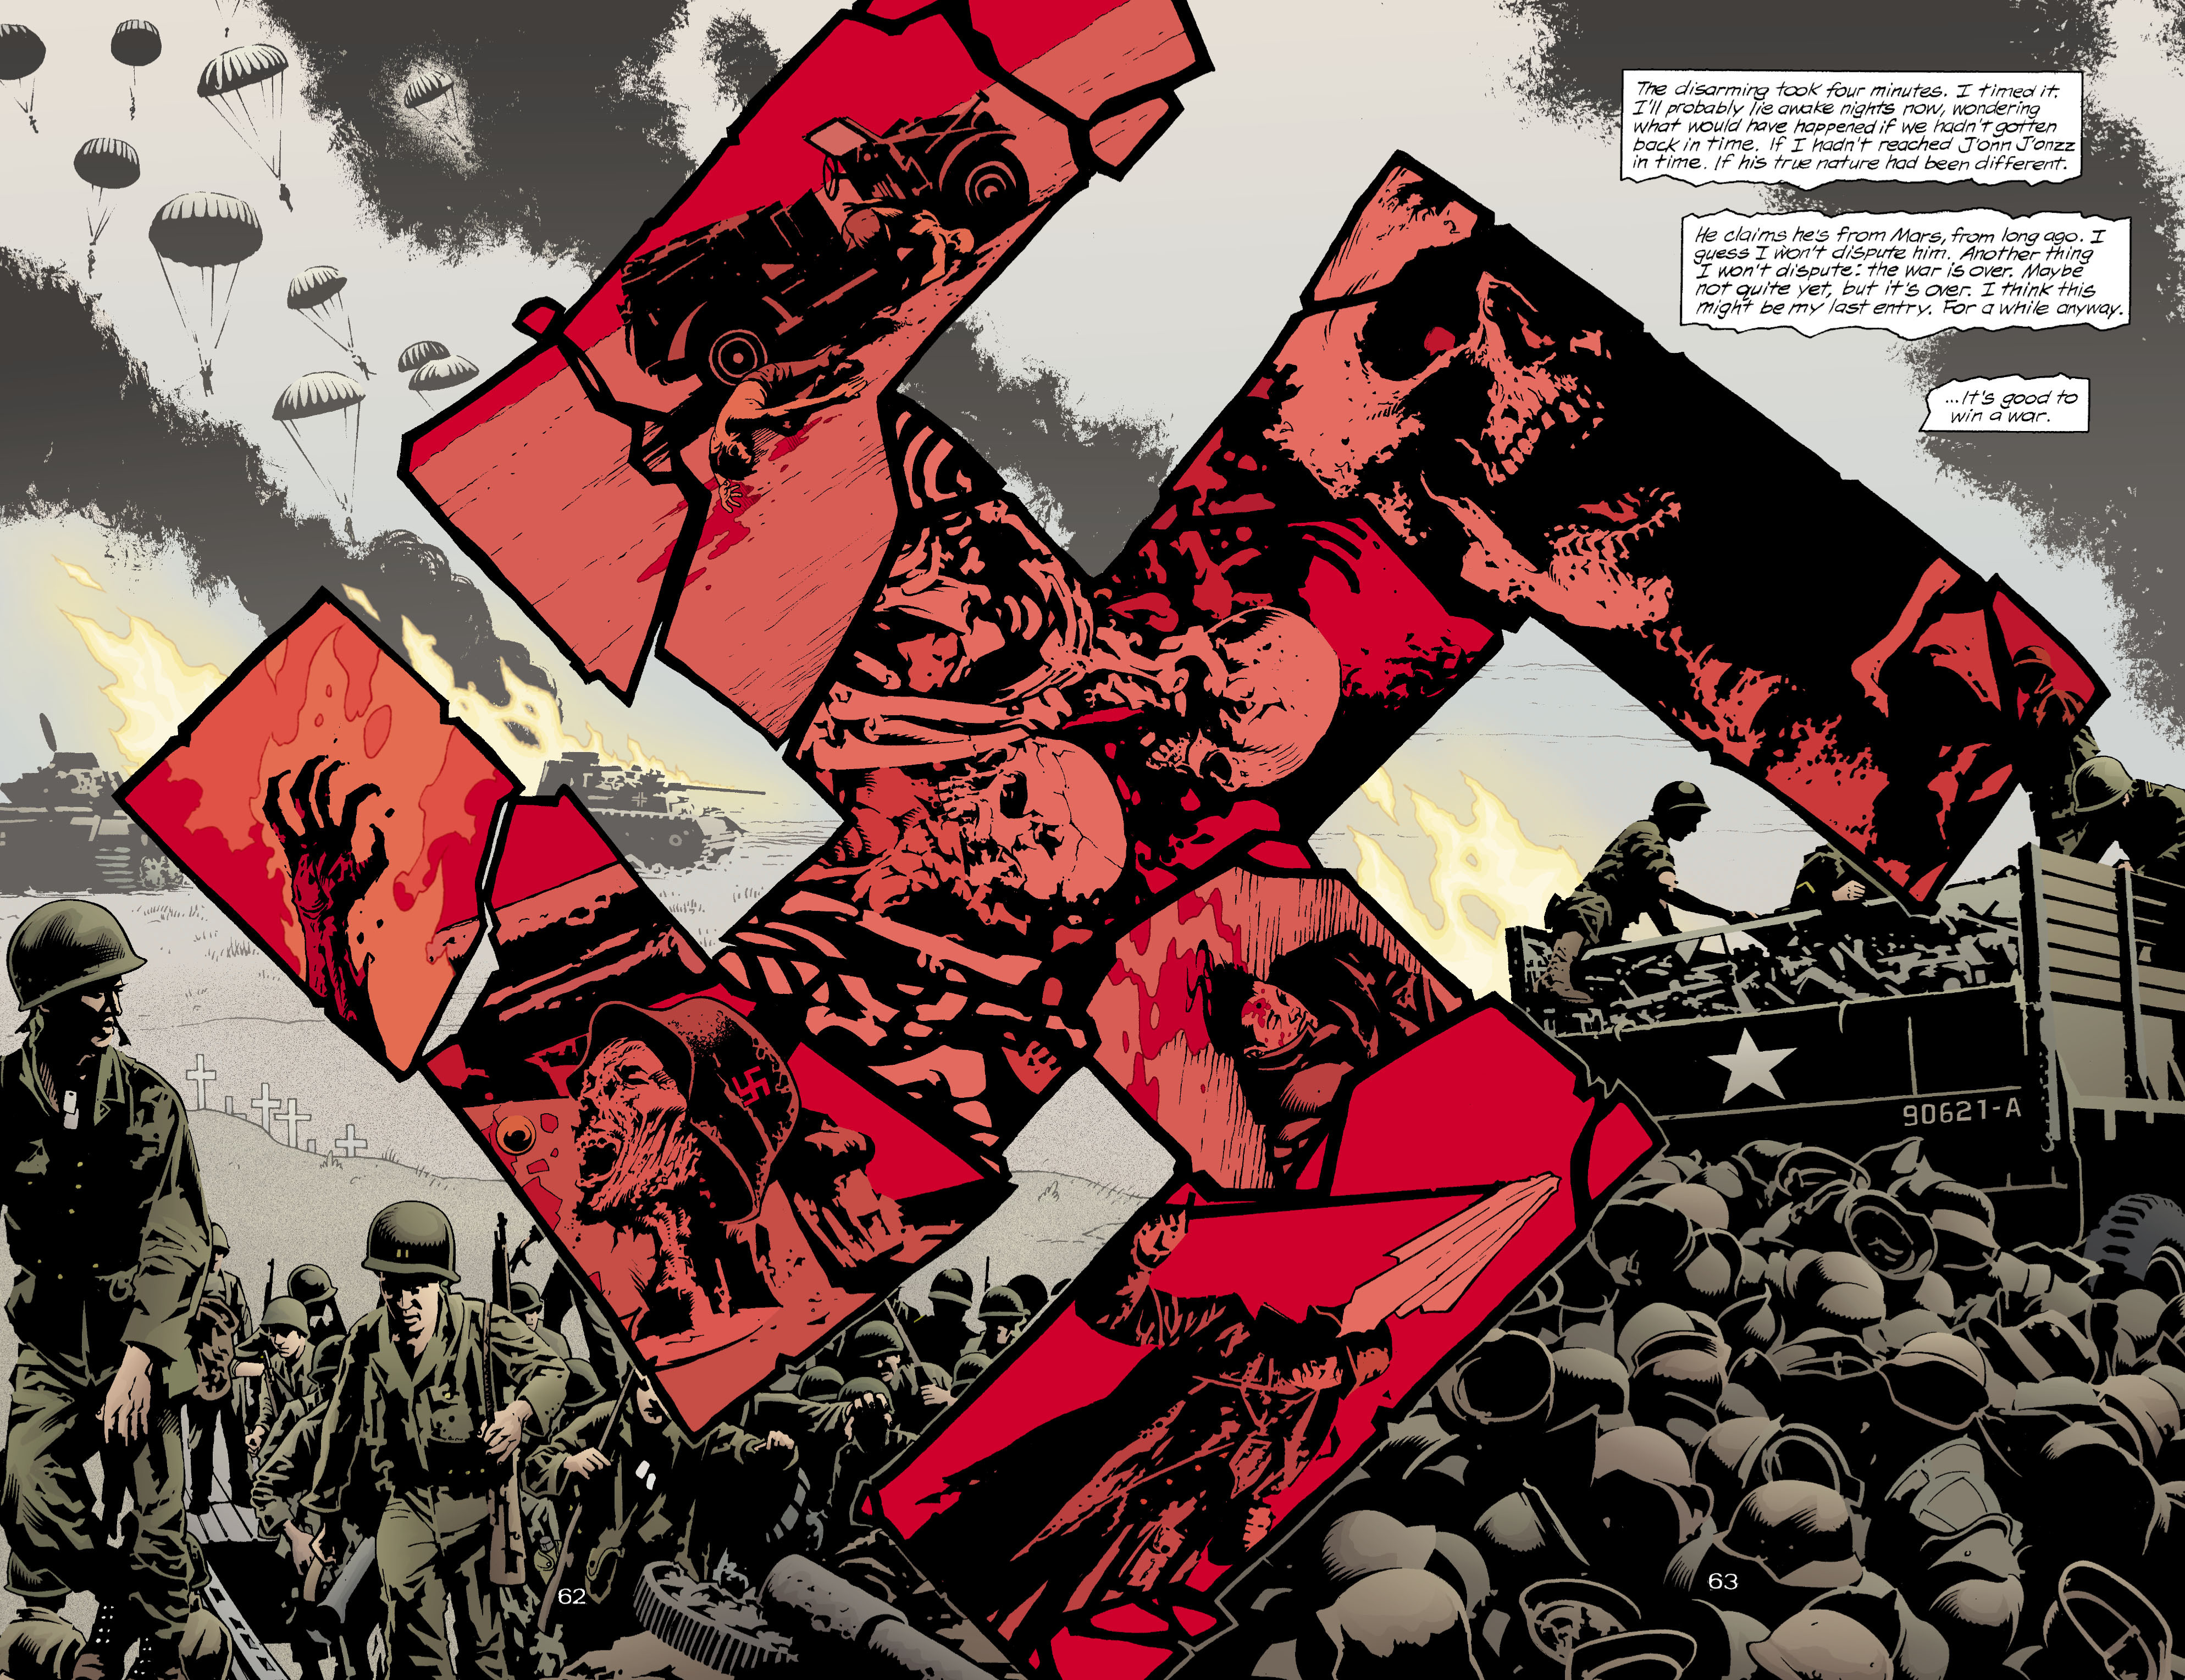 The disarming took four minutes. I timed it.
I'll probably lie awake nights now, wondering
what would have happened if we hadn't gotten
back in time. If I hadn't reached J'onn J'onzz
in time. If his true nature had been different.
He claims he's from Mars, from long ago. I
guess I won't dispute him. Another thing
I won't dispute: the war is over. Maybe
not quite yet, but it's over. I think this
might be my last entry. For a while anyway.
...It's good to
win a war.
90621-A
62
63